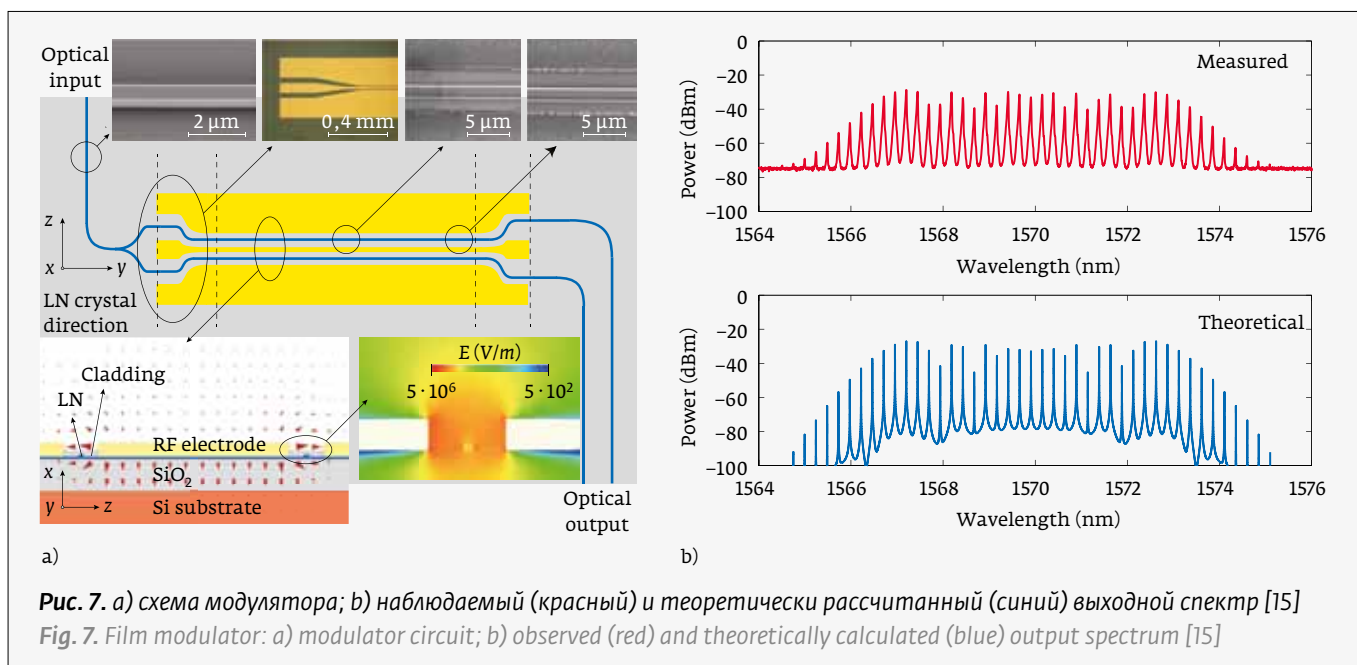 Optical
input
2 µm
0,4 mm
5 µm
5 µm
z
x
y
LN crystal
direction
Cladding
LN
RF electrode
SiO₂
Si substrate
x
y
z
E (V/m)
5 · 10⁶
5 · 10²
Optical
output
a)
b)
Measured
Power (dBm)
0
−20
−40
−60
−80
−100
1564
1566
1568
1570
1572
1574
1576
Wavelength (nm)
Theoretical
Power (dBm)
0
−20
−40
−60
−80
−100
1564
1566
1568
1570
1572
1574
1576
Wavelength (nm)
Рис. 7. a) схема модулятора; b) наблюдаемый (красный) и теоретически рассчитанный (синий) выходной спектр [15]
Fig. 7. Film modulator: a) modulator circuit; b) observed (red) and theoretically calculated (blue) output spectrum [15]